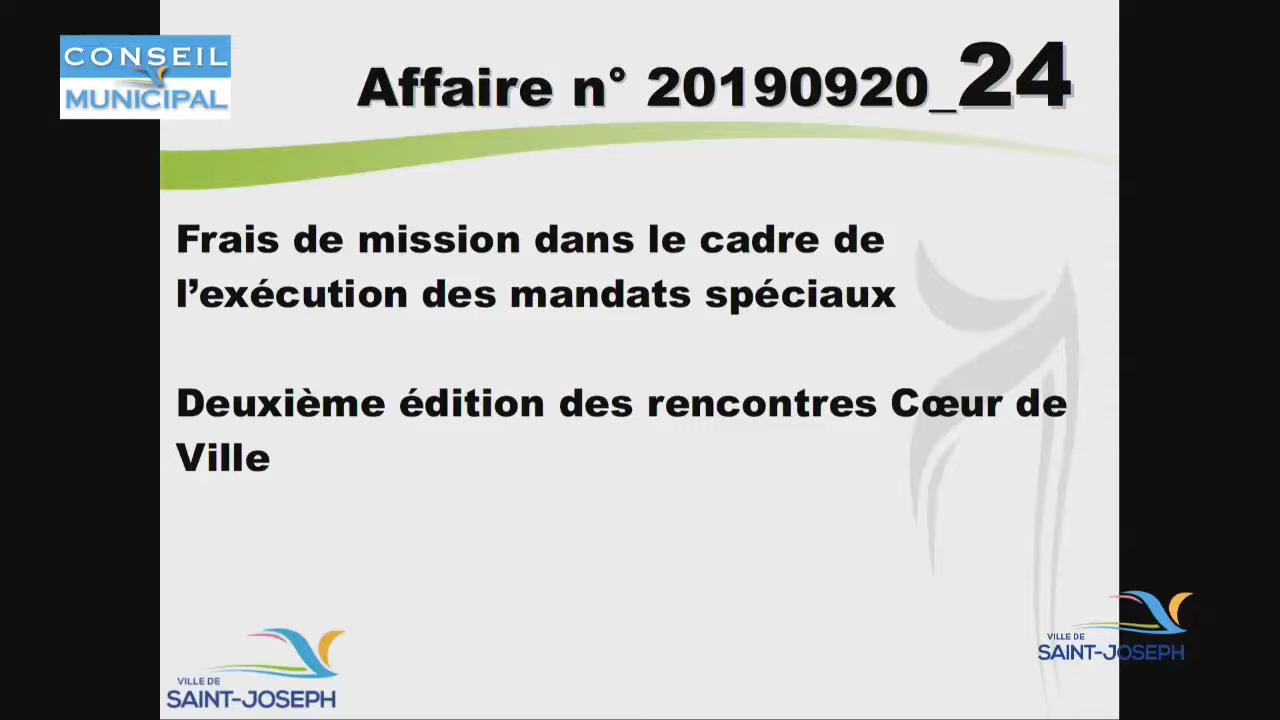 CONSEIL
MUNICIPAL
Affaire n° 20190920_24
Frais de mission dans le cadre de
l’exécution des mandats spéciaux
Deuxième édition des rencontres Cœur de
Ville
VILLE DE
SAINT-JOSEPH
VILLE DE
SAINT-JOSEPH